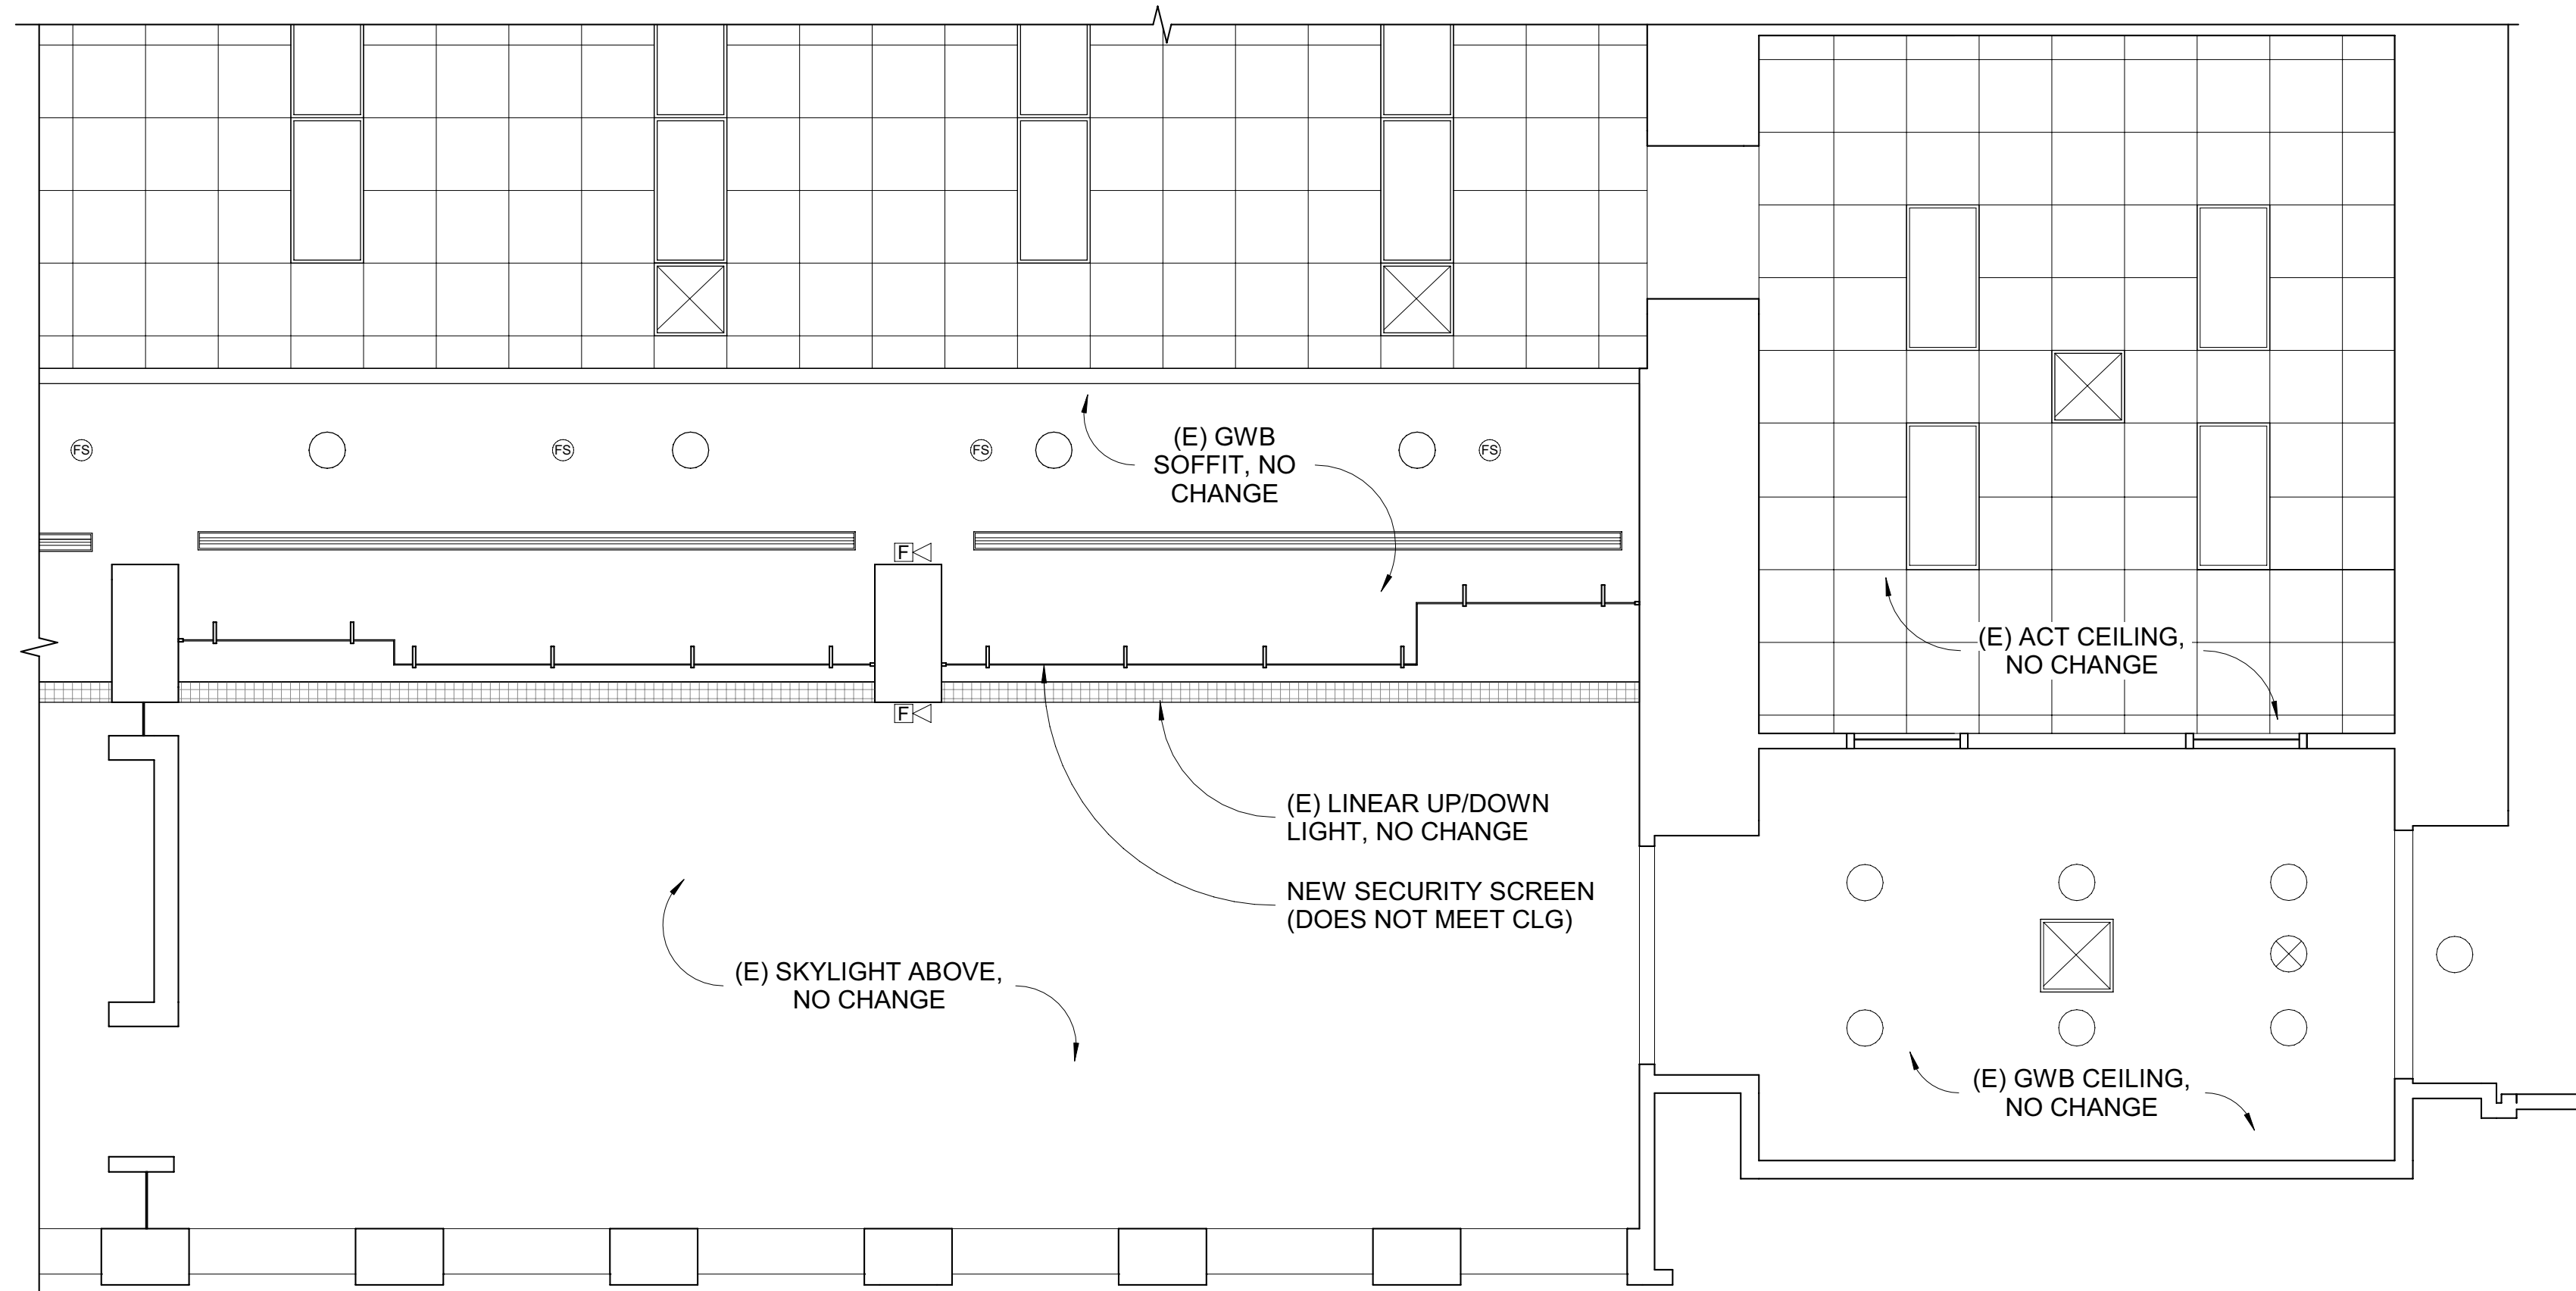 FS
FS
FS
FS
(E) GWB
SOFFIT, NO
CHANGE
F
F
(E) ACT CEILING,
NO CHANGE
(E) LINEAR UP/DOWN
LIGHT, NO CHANGE
NEW SECURITY SCREEN
(DOES NOT MEET CLG)
(E) SKYLIGHT ABOVE,
NO CHANGE
(E) GWB CEILING,
NO CHANGE